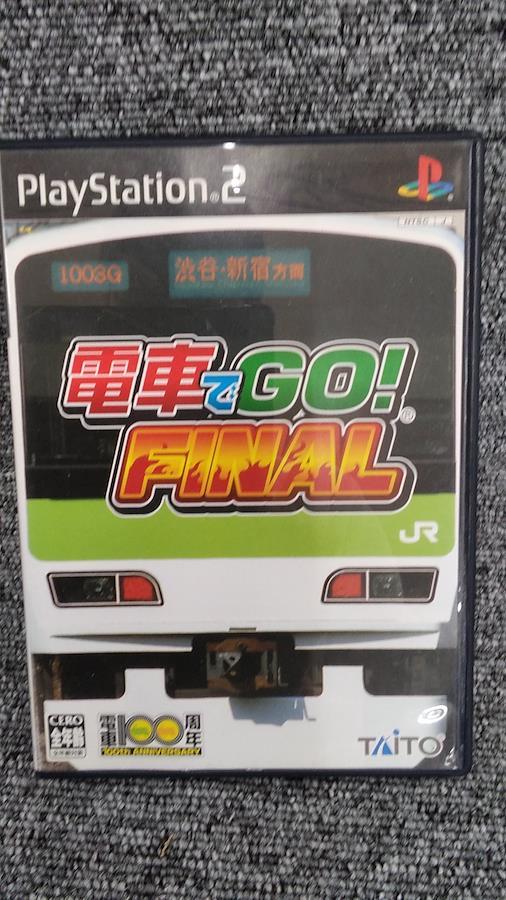 PlayStation®2
NTSC J
1003G
渋谷・新宿方面
電車でGO!®
FINAL
JR
CERO
全年齢
電車100周年
100TH ANNIVERSARY
TAITO